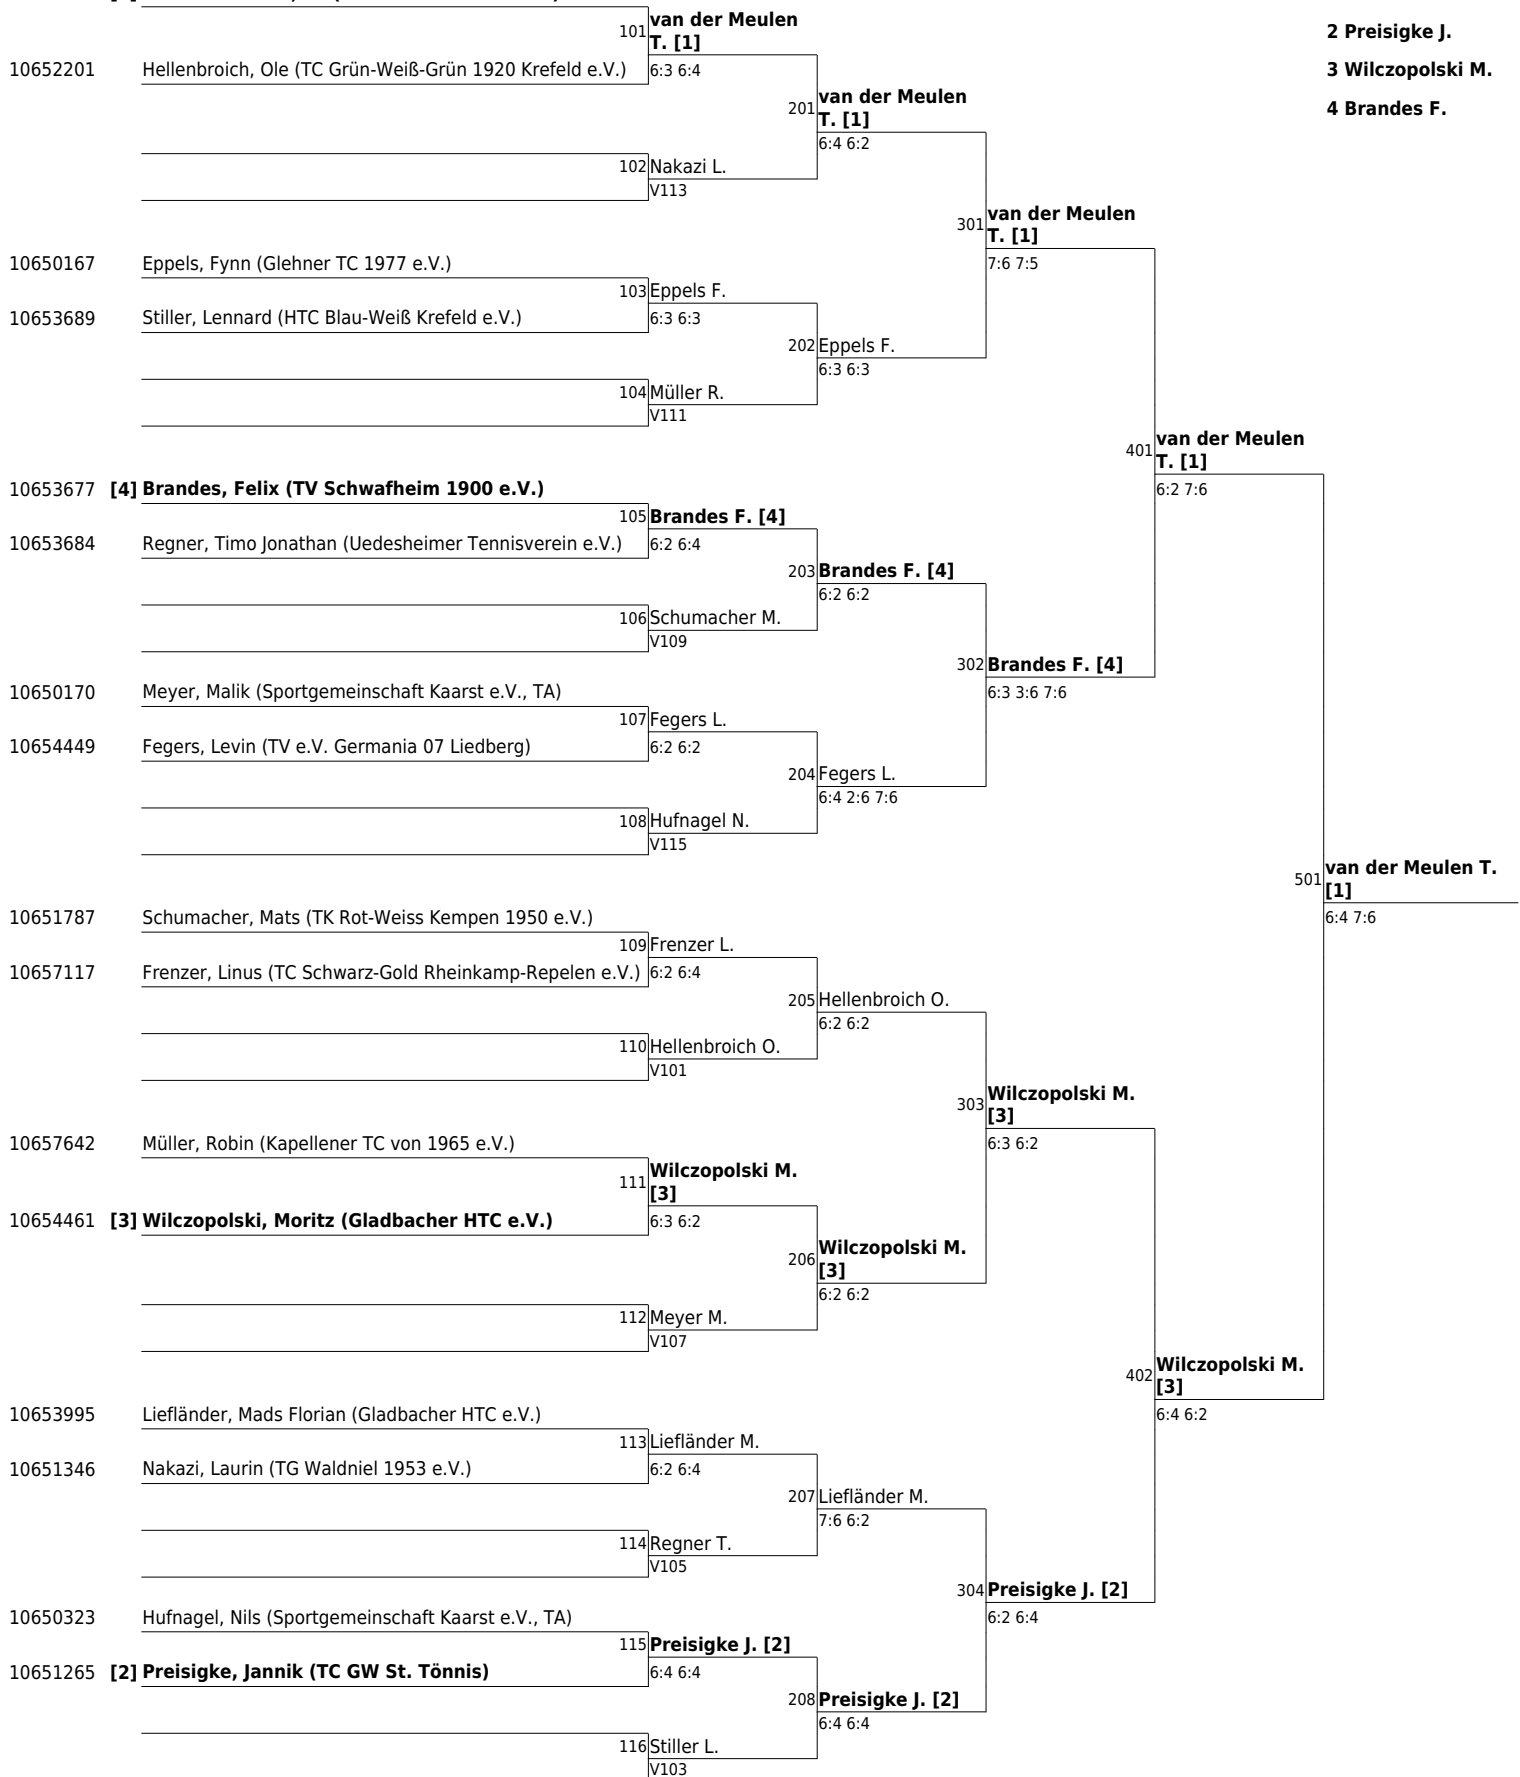 101 van der Meulen
T. [1]
2 Preisigke J.
10652201 Hellenbroich, Ole (TC Grün-Weiß-Grün 1920 Krefeld e.V.) 6:3 6:4
3 Wilczopolski M.
201 van der Meulen
T. [1]
4 Brandes F.
6:4 6:2
102 Nakazi L.
V113
301 van der Meulen
T. [1]
10650167 Eppels, Fynn (Glehner TC 1977 e.V.)
7:6 7:5
103 Eppels F.
10653689 Stiller, Lennard (HTC Blau-Weiß Krefeld e.V.) 6:3 6:3
202 Eppels F.
6:3 6:3
104 Müller R.
V111
401 van der Meulen
T. [1]
10653677 [4] Brandes, Felix (TV Schwafheim 1900 e.V.)
6:2 7:6
105 Brandes F. [4]
10653684 Regner, Timo Jonathan (Uedesheimer Tennisverein e.V.) 6:2 6:4
203 Brandes F. [4]
6:2 6:2
106 Schumacher M.
V109
302 Brandes F. [4]
10650170 Meyer, Malik (Sportgemeinschaft Kaarst e.V., TA)
6:3 3:6 7:6
107 Fegers L.
10654449 Fegers, Levin (TV e.V. Germania 07 Liedberg) 6:2 6:2
204 Fegers L.
6:4 2:6 7:6
108 Hufnagel N.
V115
501 van der Meulen T.
[1]
10651787 Schumacher, Mats (TK Rot-Weiss Kempen 1950 e.V.)
6:4 7:6
109 Frenzer L.
10657117 Frenzer, Linus (TC Schwarz-Gold Rheinkamp-Repelen e.V.) 6:2 6:4
205 Hellenbroich O.
6:2 6:2
110 Hellenbroich O.
V101
303 Wilczopolski M.
[3]
10657642 Müller, Robin (Kapellener TC von 1965 e.V.)
6:3 6:2
111 Wilczopolski M.
[3]
10654461 [3] Wilczopolski, Moritz (Gladbacher HTC e.V.) 6:3 6:2
206 Wilczopolski M.
[3]
6:2 6:2
112 Meyer M.
V107
402 Wilczopolski M.
[3]
10653995 Liefländer, Mads Florian (Gladbacher HTC e.V.)
6:4 6:2
113 Liefländer M.
10651346 Nakazi, Laurin (TG Waldniel 1953 e.V.) 6:2 6:4
207 Liefländer M.
7:6 6:2
114 Regner T.
V105
304 Preisigke J. [2]
10650323 Hufnagel, Nils (Sportgemeinschaft Kaarst e.V., TA)
6:2 6:4
115 Preisigke J. [2]
10651265 [2] Preisigke, Jannik (TC GW St. Tönnis) 6:4 6:4
208 Preisigke J. [2]
6:4 6:4
116 Stiller L.
V103